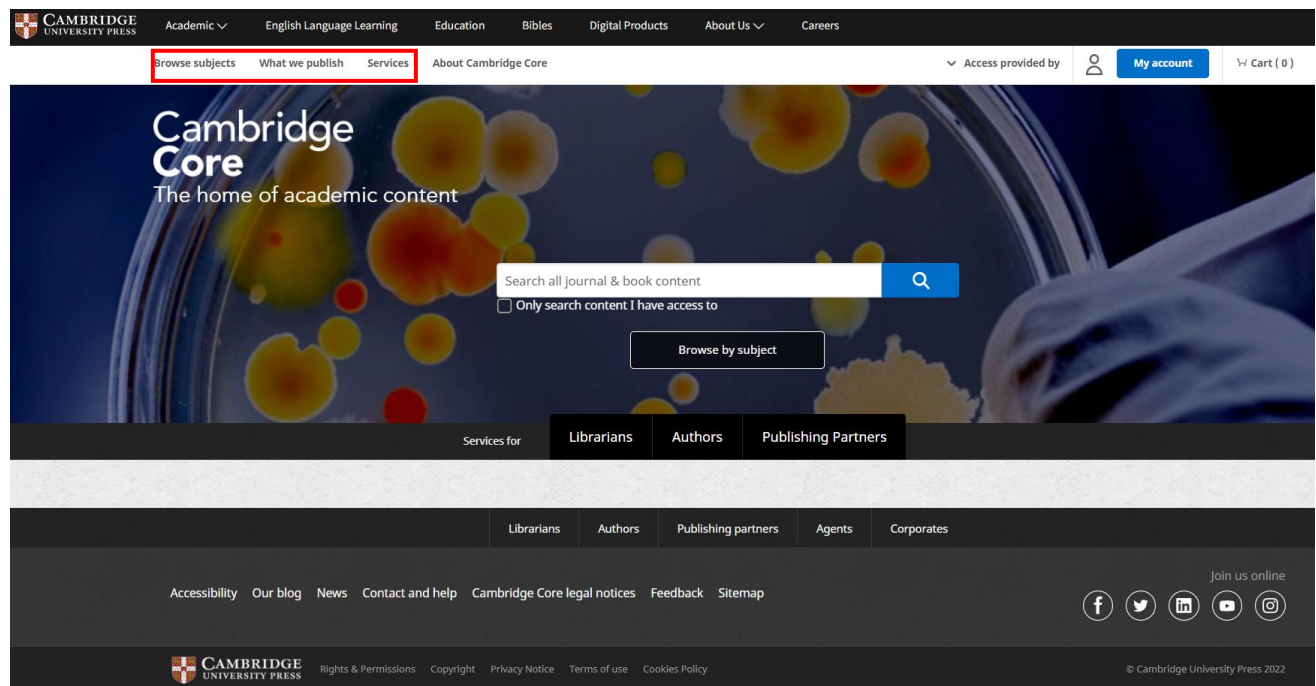 CAMBRIDGE
UNIVERSITY PRESS
Academic English Language Learning Education Bibles Digital Products About Us Careers
Browse subjects What we publish Services About Cambridge Core Access provided by My account Cart ( 0 )
Cambridge
Core
The home of academic content
Search all journal & book content
Only search content I have access to
Browse by subject
Services for Librarians Authors Publishing Partners
Librarians Authors Publishing partners Agents Corporates
Join us online
Accessibility Our blog News Contact and help Cambridge Core legal notices Feedback Sitemap
CAMBRIDGE
UNIVERSITY PRESS
Rights & Permissions Copyright Privacy Notice Terms of use Cookies Policy © Cambridge University Press 2022